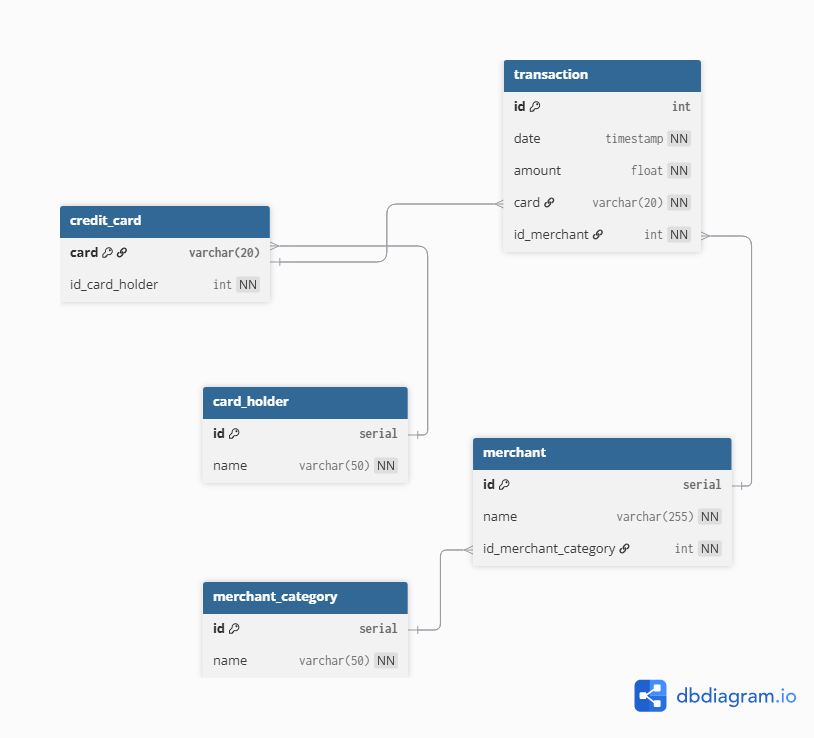 transaction
id int
date timestamp NN
amount float NN
card varchar(20) NN
id_merchant int NN
credit_card
card varchar(20)
id_card_holder int NN
card_holder
id serial
name varchar(50) NN
merchant
id serial
name varchar(255) NN
id_merchant_category int NN
merchant_category
id serial
name varchar(50) NN
dbdiagram.io